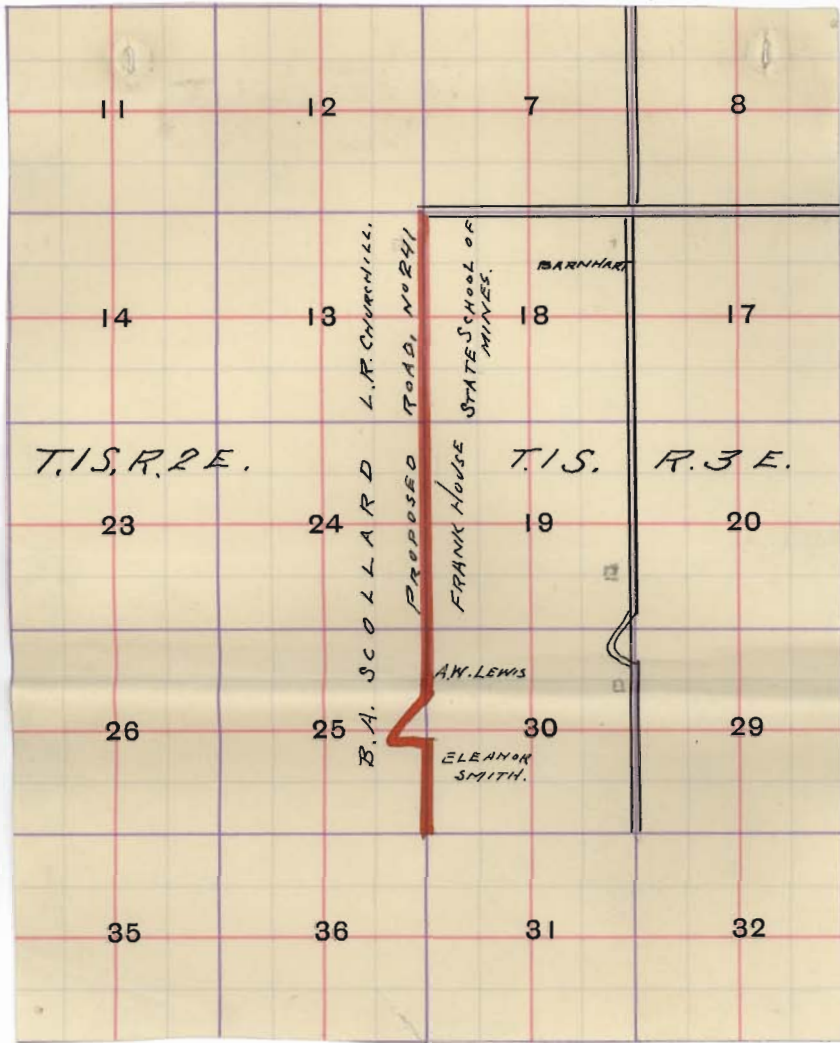 11 12 7 8
L.R. CHURCHILL.
PROPOSED ROAD, No 241
STATE SCHOOL OF
MINES.
BARNHART
14 13 18 17
T.1S, R.2E. T.1S. R.3E.
B.A. SCOLLARD
FRANK HOUSE
23 24 19 20
A.W. LEWIS
26 25 30 29
ELEANOR
SMITH.
35 36 31 32